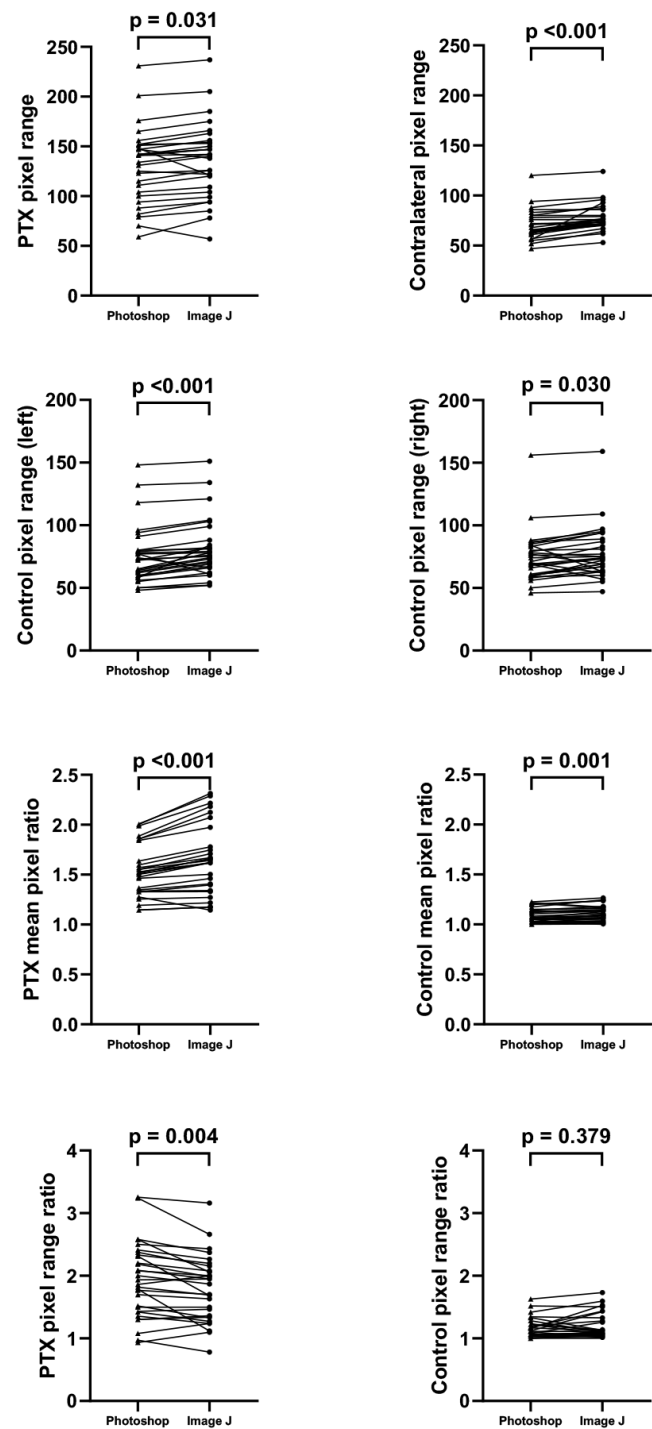 p = 0.031
PTX pixel range
250
200
150
100
50
0
Photoshop Image J
p <0.001
Contralateral pixel range
250
200
150
100
50
0
Photoshop Image J
p <0.001
Control pixel range (left)
200
150
100
50
0
Photoshop Image J
p = 0.030
Control pixel range (right)
200
150
100
50
0
Photoshop Image J
p <0.001
PTX mean pixel ratio
2.5
2.0
1.5
1.0
0.5
0.0
Photoshop Image J
p = 0.001
Control mean pixel ratio
2.5
2.0
1.5
1.0
0.5
0.0
Photoshop Image J
p = 0.004
PTX pixel range ratio
4
3
2
1
0
Photoshop Image J
p = 0.379
Control pixel range ratio
4
3
2
1
0
Photoshop Image J